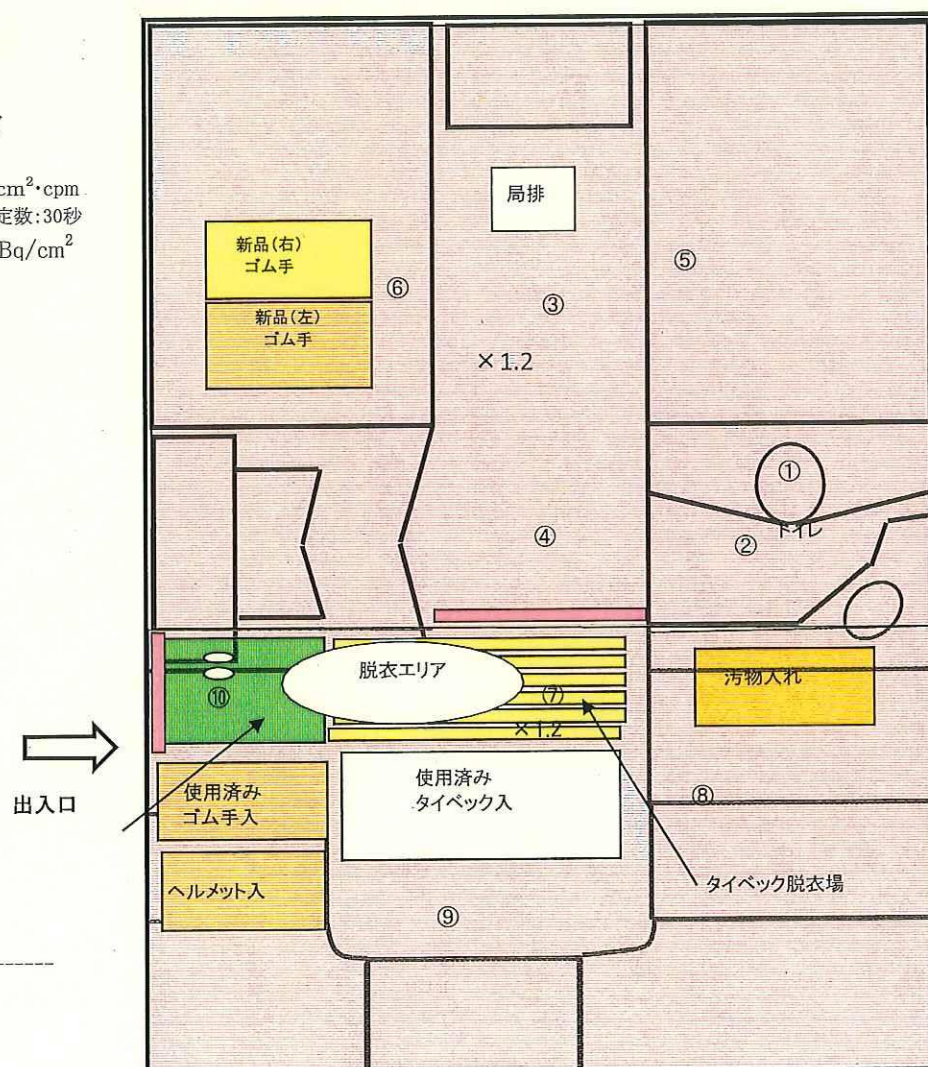 cm²・cpm
定数:30秒
Bq/cm²
局排
新品(右)
ゴム手
⑥
⑤
③
新品(左)
ゴム手
×1.2
①
④
②
トイレ
脱衣エリア
汚物入れ
⑩
⑦
×1.2
出入口
使用済み
ゴム手入
使用済み
タイベック入
⑧
ヘルメット入
タイベック脱衣場
⑨